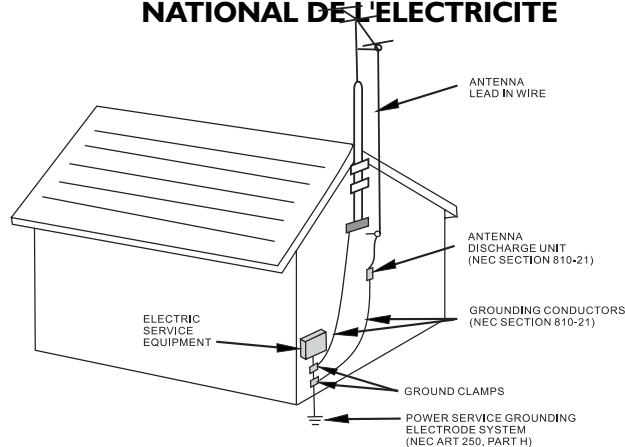 NATIONAL DE L'ELECTRICITE
ANTENNA
LEAD IN WIRE
ANTENNA
DISCHARGE UNIT
(NEC SECTION 810-21)
GROUNDING CONDUCTORS
(NEC SECTION 810-21)
ELECTRIC
SERVICE
EQUIPMENT
GROUND CLAMPS
POWER SERVICE GROUNDING
ELECTRODE SYSTEM
(NEC ART 250, PART H)